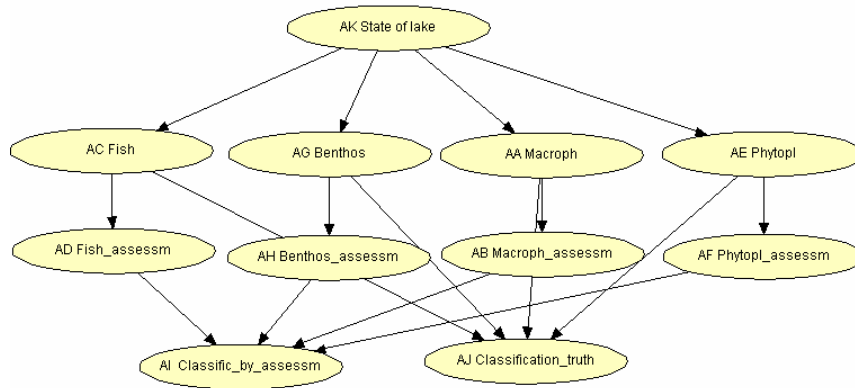 AK State of lake
AC Fish
AG Benthos
AA Macroph
AE Phytopl
AD Fish_assessm
AH Benthos_assessm
AB Macroph_assessm
AF Phytopl_assessm
AI Classific_by_assessm
AJ Classification_truth